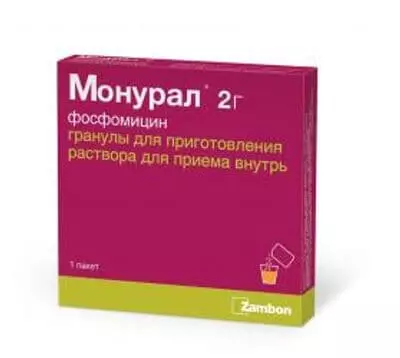 Монурал® 2г
фосфомицин
гранулы для приготовления
раствора для приема внутрь
1 пакет
Zambon